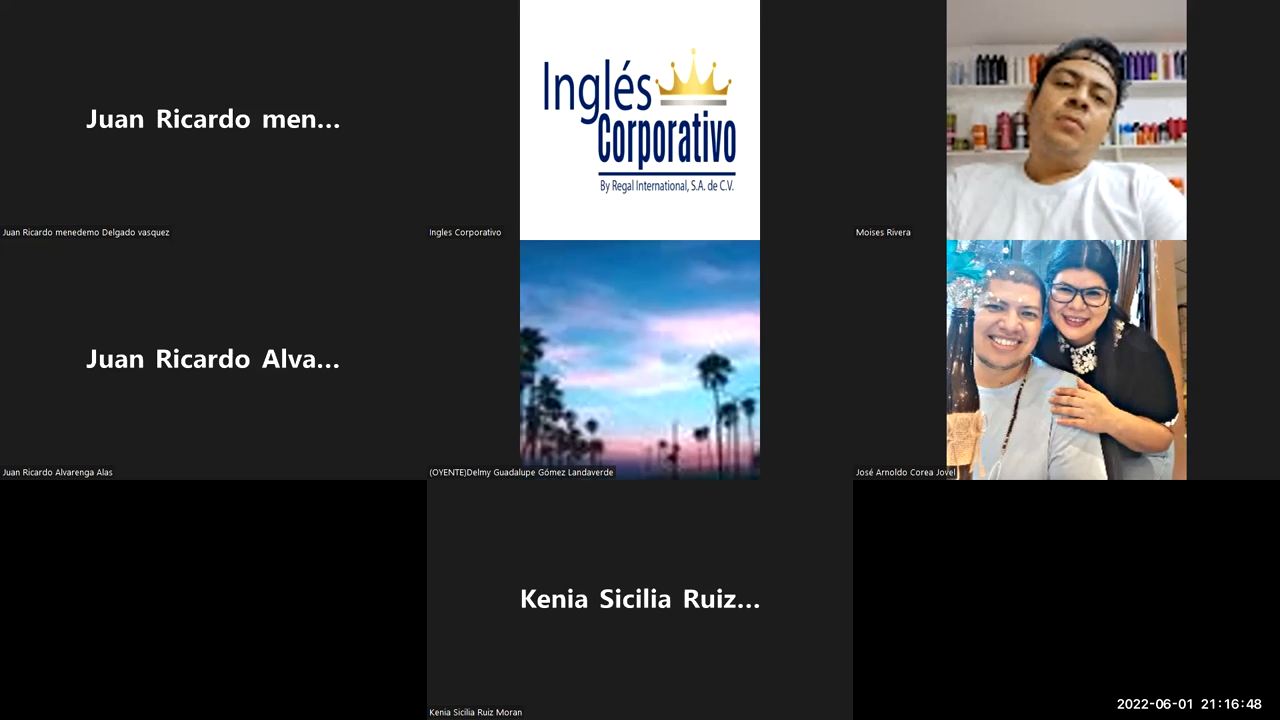 Juan Ricardo men...
Inglés
Corporativo
By Regal International, S.A. de C.V.
Juan Ricardo menedemo Delgado vasquez
Ingles Corporativo
Moises Rivera
Juan Ricardo Alva...
Juan Ricardo Alvarenga Alas
(OYENTE)Delmy Guadalupe Gómez Landaverde
José Arnoldo Corea Jovel
Kenia Sicilia Ruiz...
Kenia Sicilia Ruiz Moran
2022-06-01 21:16:48